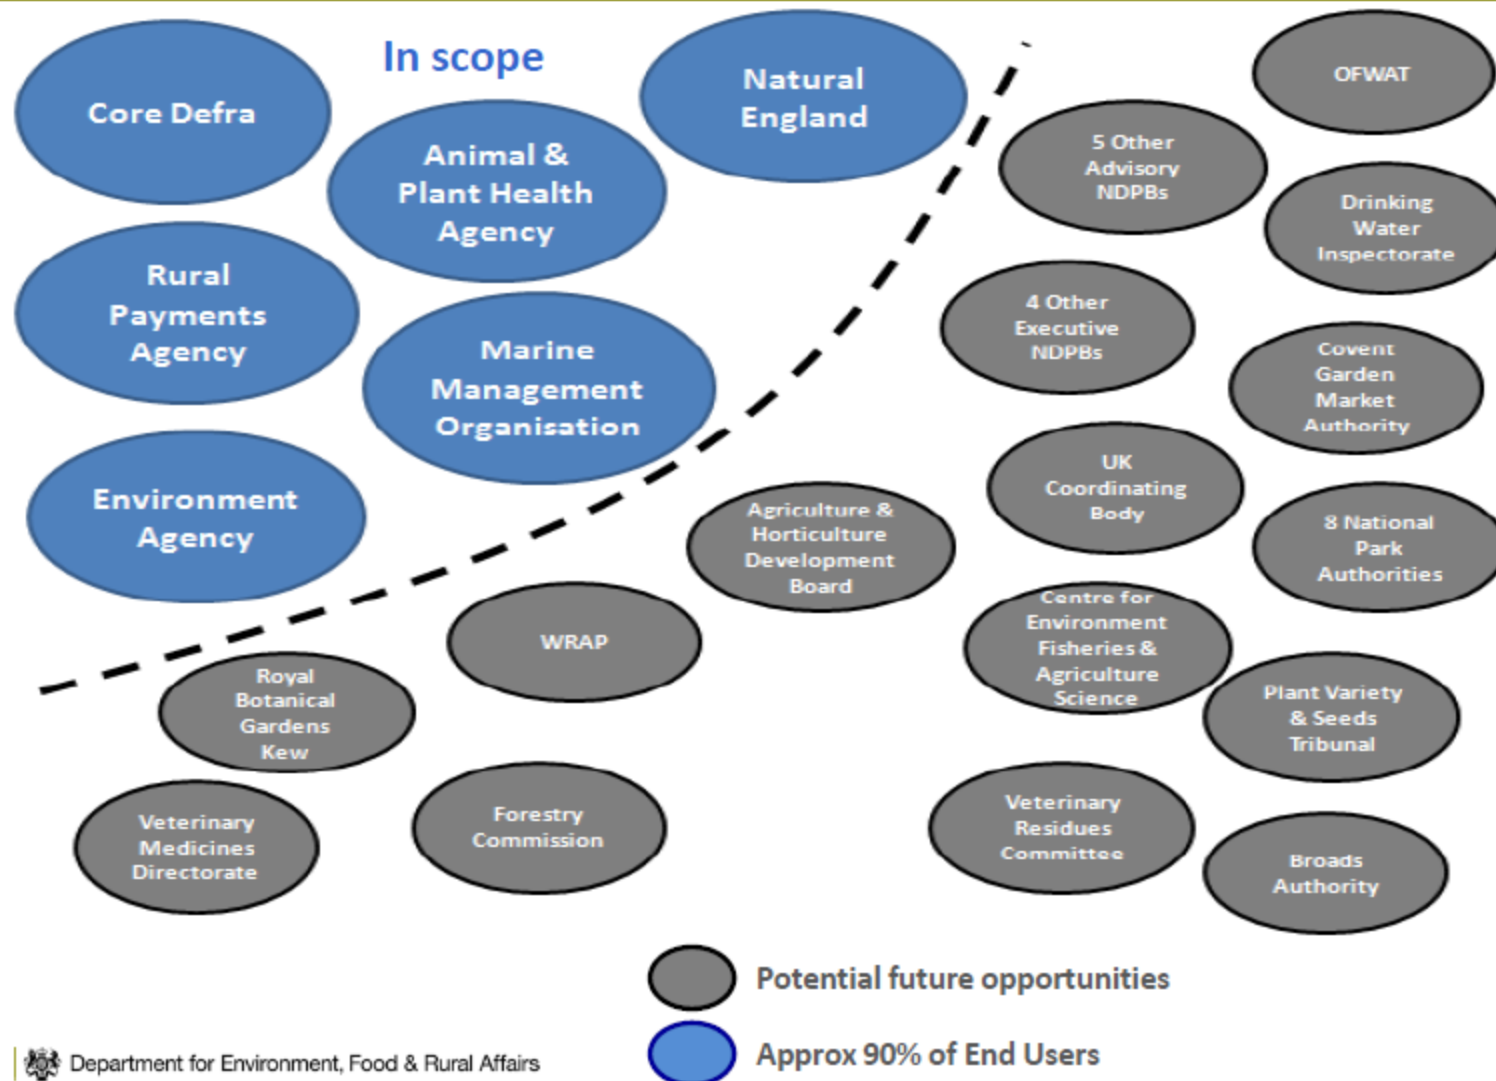 In scope
Core Defra
Animal &
Plant Health
Agency
Natural
England
Rural
Payments
Agency
Marine
Management
Organisation
Environment
Agency
OFWAT
5 Other
Advisory
NDPBs
Drinking
Water
Inspectorate
4 Other
Executive
NDPBs
Covent
Garden
Market
Authority
UK
Coordinating
Body
Agriculture &
Horticulture
Development
Board
8 National
Park
Authorities
Centre for
Environment
Fisheries &
Agriculture
Science
WRAP
Royal
Botanical
Gardens
Kew
Plant Variety
& Seeds
Tribunal
Veterinary
Medicines
Directorate
Forestry
Commission
Veterinary
Residues
Committee
Broads
Authority
Potential future opportunities
Approx 90% of End Users
Department for Environment, Food & Rural Affairs